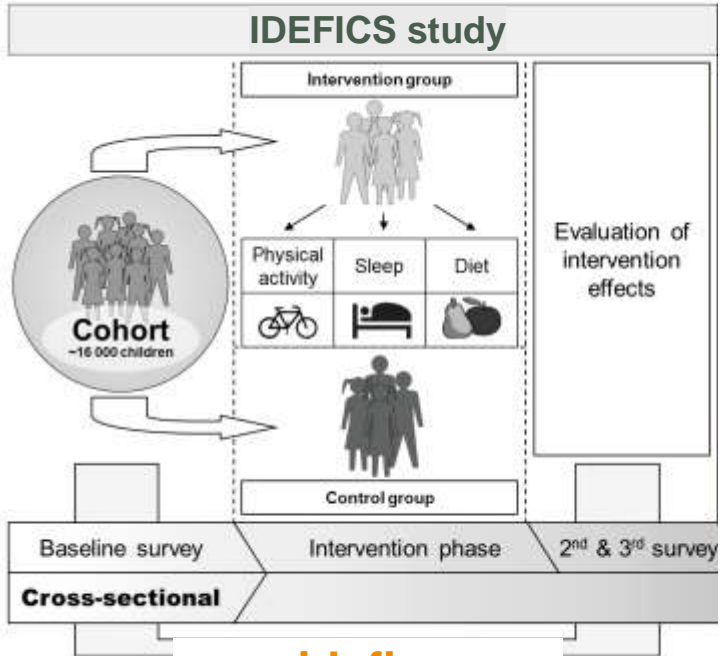 IDEFICS study
Intervention group
Physical
activity
Sleep
Diet
Cohort
~16 000 children
Evaluation of
intervention
effects
Control group
Baseline survey
Intervention phase
2nd & 3rd survey
Cross-sectional